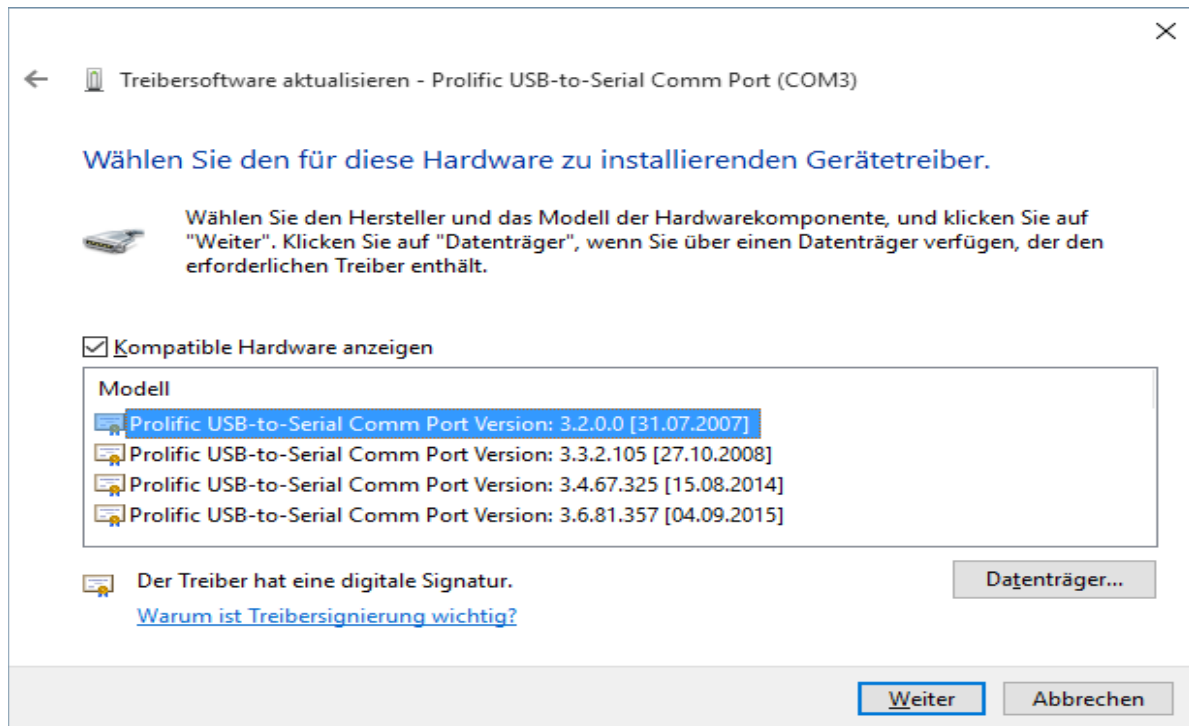 Treibersoftware aktualisieren - Prolific USB-to-Serial Comm Port (COM3)
Wählen Sie den für diese Hardware zu installierenden Gerätetreiber.
Wählen Sie den Hersteller und das Modell der Hardwarekomponente, und klicken Sie auf
"Weiter". Klicken Sie auf "Datenträger", wenn Sie über einen Datenträger verfügen, der den
erforderlichen Treiber enthält.
Kompatible Hardware anzeigen
Modell
Prolific USB-to-Serial Comm Port Version: 3.2.0.0 [31.07.2007]
Prolific USB-to-Serial Comm Port Version: 3.3.2.105 [27.10.2008]
Prolific USB-to-Serial Comm Port Version: 3.4.67.325 [15.08.2014]
Prolific USB-to-Serial Comm Port Version: 3.6.81.357 [04.09.2015]
Der Treiber hat eine digitale Signatur.
Datenträger...
Warum ist Treibersignierung wichtig?
Weiter
Abbrechen